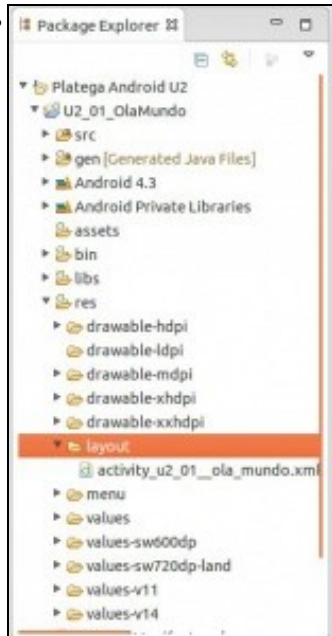 Package Explorer
Platega Android U2
U2_01_OlaMundo
src
gen [Generated Java Files]
Android 4.3
Android Private Libraries
assets
bin
libs
res
drawable-hdpi
drawable-ldpi
drawable-mdpi
drawable-xhdpi
drawable-xxhdpi
layout
activity_u2_01__ola_mundo.xml
menu
values
values-sw600dp
values-sw720dp-land
values-v11
values-v14